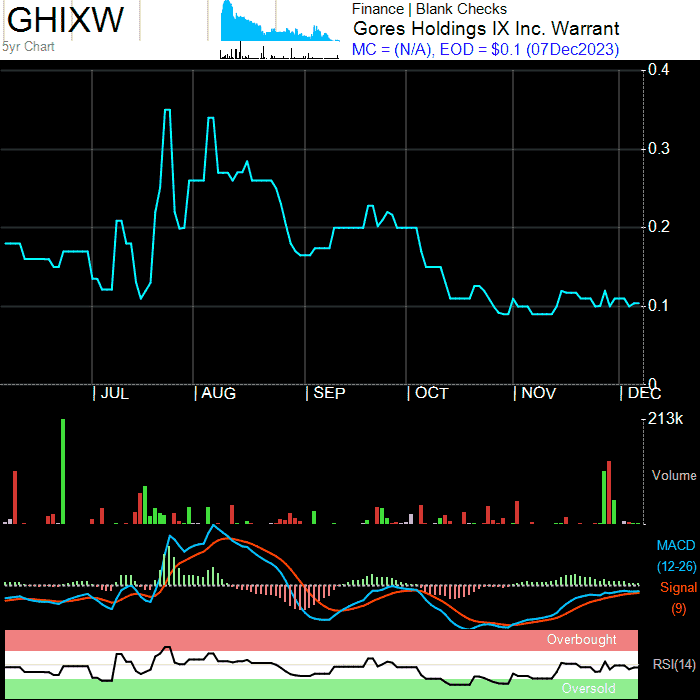 GHIXW
5yr Chart
Finance | Blank Checks
Gores Holdings IX Inc. Warrant
MC = (N/A), EOD = $0.1 (07Dec2023)
0.4
0.3
0.2
0.1
0
| JUL | AUG | SEP | OCT | NOV | DEC
213k
Volume
MACD
(12-26)
Signal
(9)
Overbought
RSI(14)
Oversold